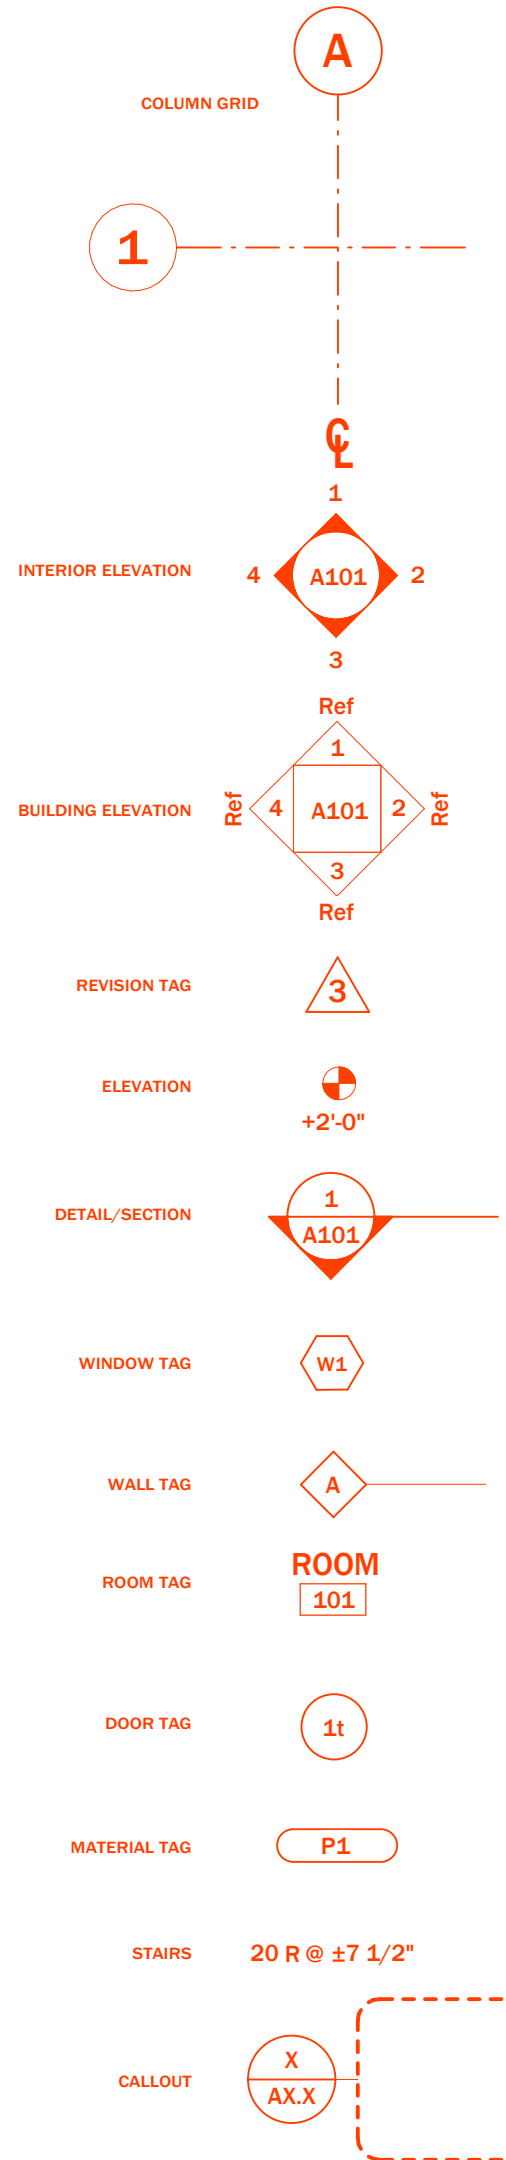 A
COLUMN GRID
1
℄
1
INTERIOR ELEVATION 4 A101 2
3
Ref
1
BUILDING ELEVATION Ref 4 A101 2 Ref
3
Ref
REVISION TAG 3
ELEVATION
+2'-0"
1
DETAIL/SECTION
A101
WINDOW TAG W1
WALL TAG A
ROOM
ROOM TAG
101
DOOR TAG 1t
MATERIAL TAG P1
STAIRS 20 R @ ±7 1/2"
X
CALLOUT
AX.X